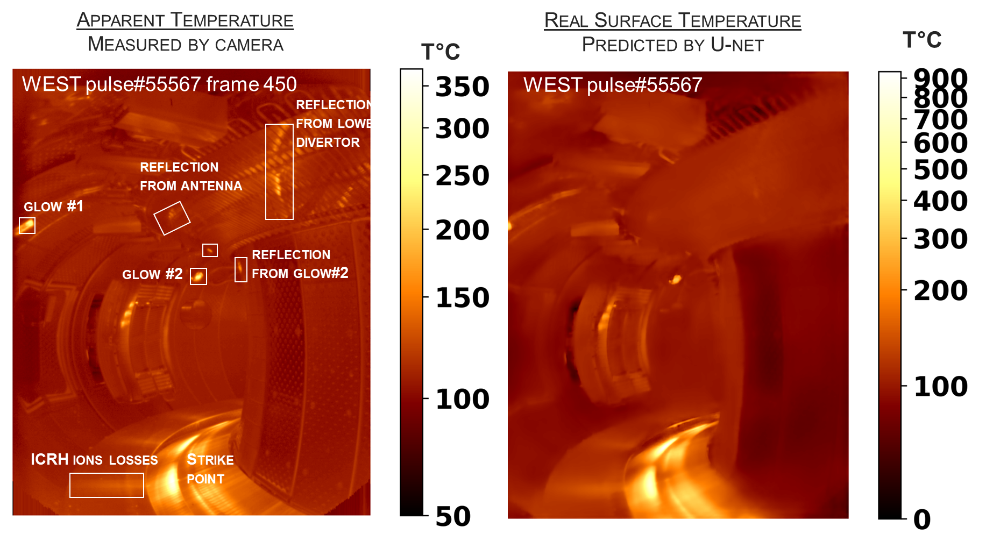 APPARENT TEMPERATURE
MEASURED BY CAMERA
T°C
WEST pulse#55567 frame 450
REFLECTION
FROM LOWE
DIVERTOR
REFLECTION
FROM ANTENNA
GLOW #1
REFLECTION
FROM GLOW#2
GLOW #2
ICRH IONS LOSSES
STRIKE
POINT
350
300
250
200
150
100
50
REAL SURFACE TEMPERATURE
PREDICTED BY U-NET
T°C
WEST pulse#55567
900
800
700
600
500
400
300
200
100
0